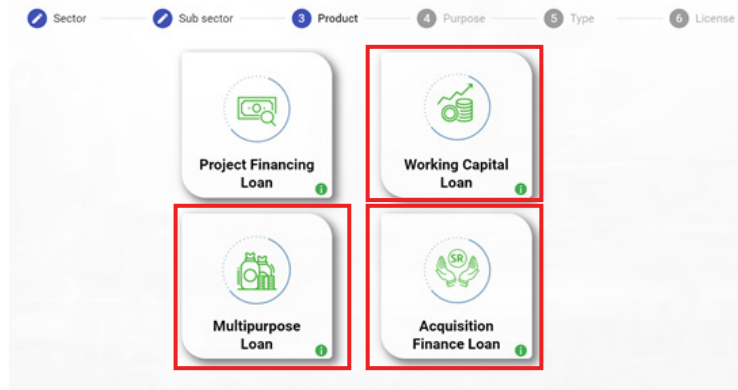 Sector
Sub sector
3 Product
4 Purpose
5 Type
6 License
Project Financing
Loan
Working Capital
Loan
Multipurpose
Loan
SR
Acquisition
Finance Loan